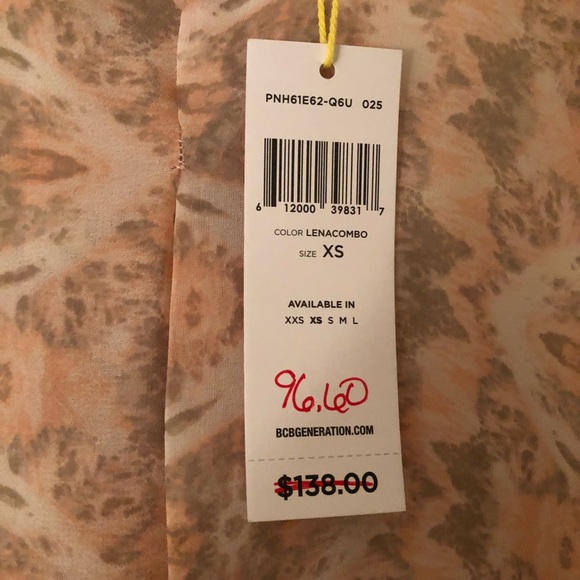 PNH61E62-Q6U 025
6 12000 39831 7
COLOR LENACOMBO
SIZE XS
AVAILABLE IN
XXS XS S M L
96.60
BCBGENERATION.COM
$138.00